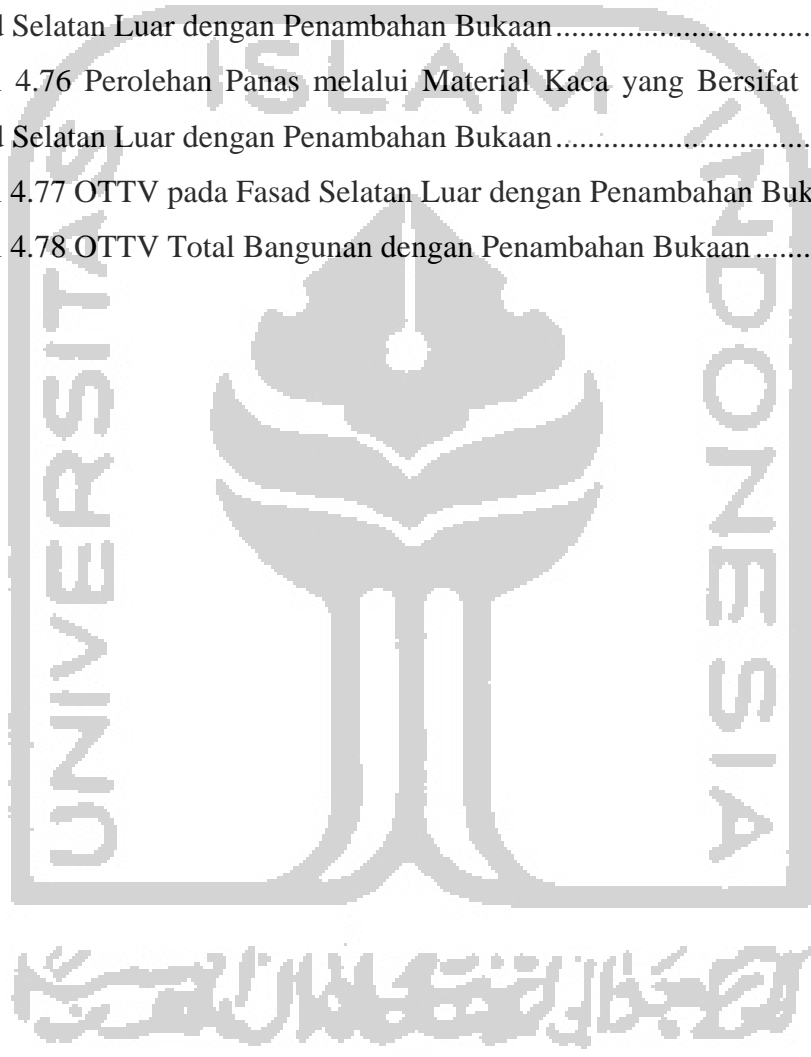 Selatan Luar dengan Penambahan Bukaan................................
4.76 Perolehan Panas melalui Material Kaca yang Bersifat
Selatan Luar dengan Penambahan Bukaan................................
4.77 OTTV pada Fasad Selatan Luar dengan Penambahan
4.78 OTTV Total Bangunan dengan Penambahan Bukaan.......
UNIVERSITAS
ISLAM
INDONESIA